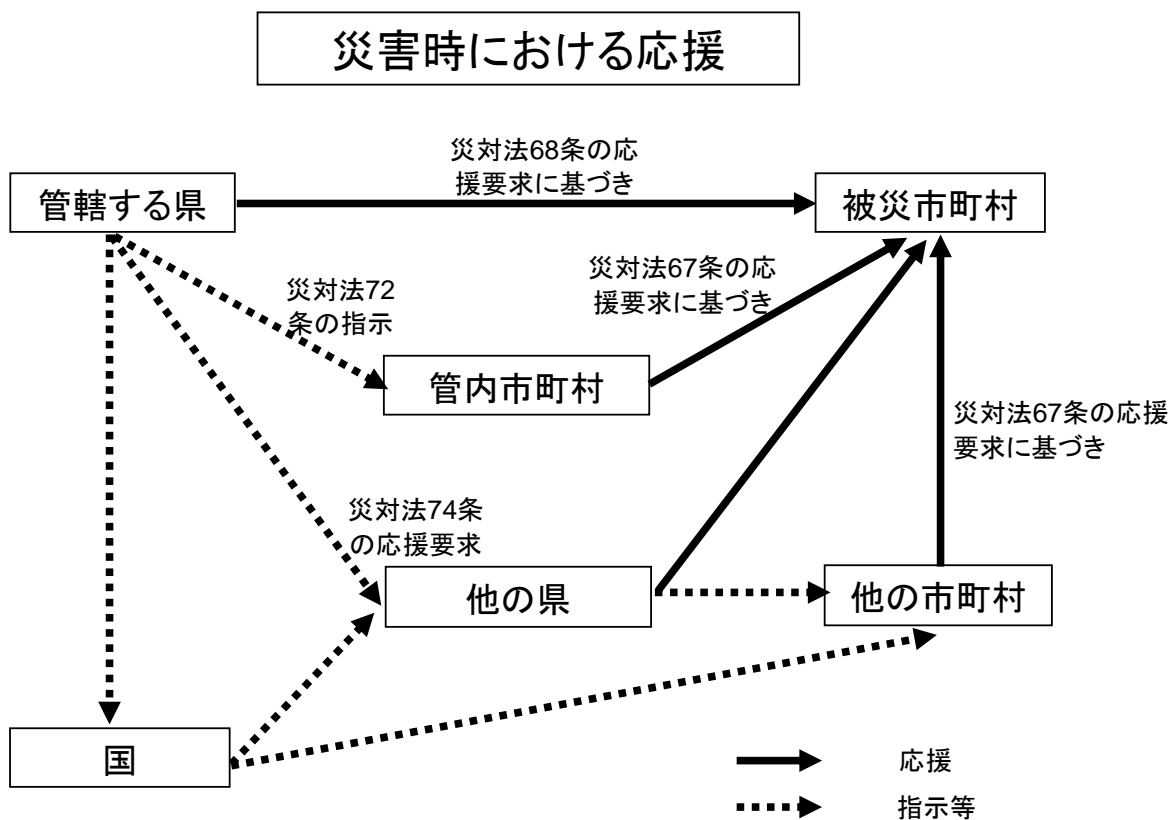 災害時における応援
災対法68条の応
援要求に基づき
管轄する県
被災市町村
災対法67条の応
援要求に基づき
災対法72
条の指示
管内市町村
災対法67条の応援
要求に基づき
災対法74条
の応援要求
他の県
他の市町村
国
応援
指示等